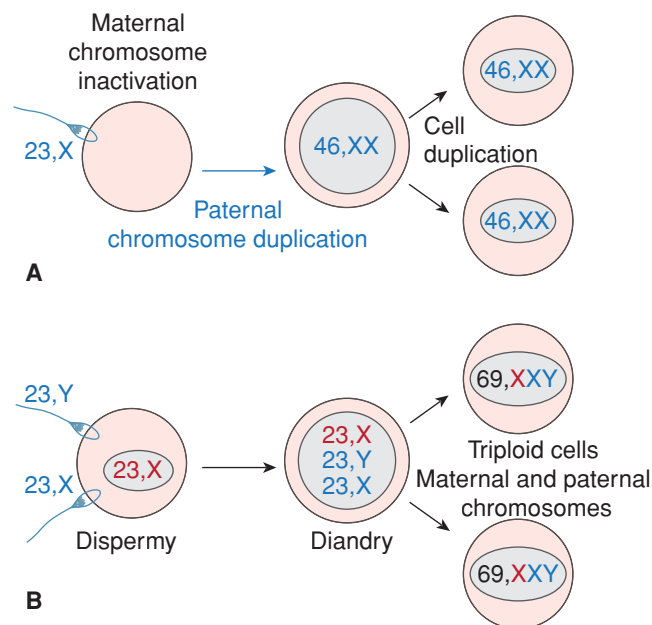 Maternal
chromosome
inactivation
23,X
46,XX
Paternal
chromosome duplication
Cell
duplication
46,XX
46,XX
A
23,Y
23,X
23,X
Dispermy
23,X
23,Y
23,X
Diandry
69,XXY
Triploid cells
Maternal and paternal
chromosomes
69,XXY
B